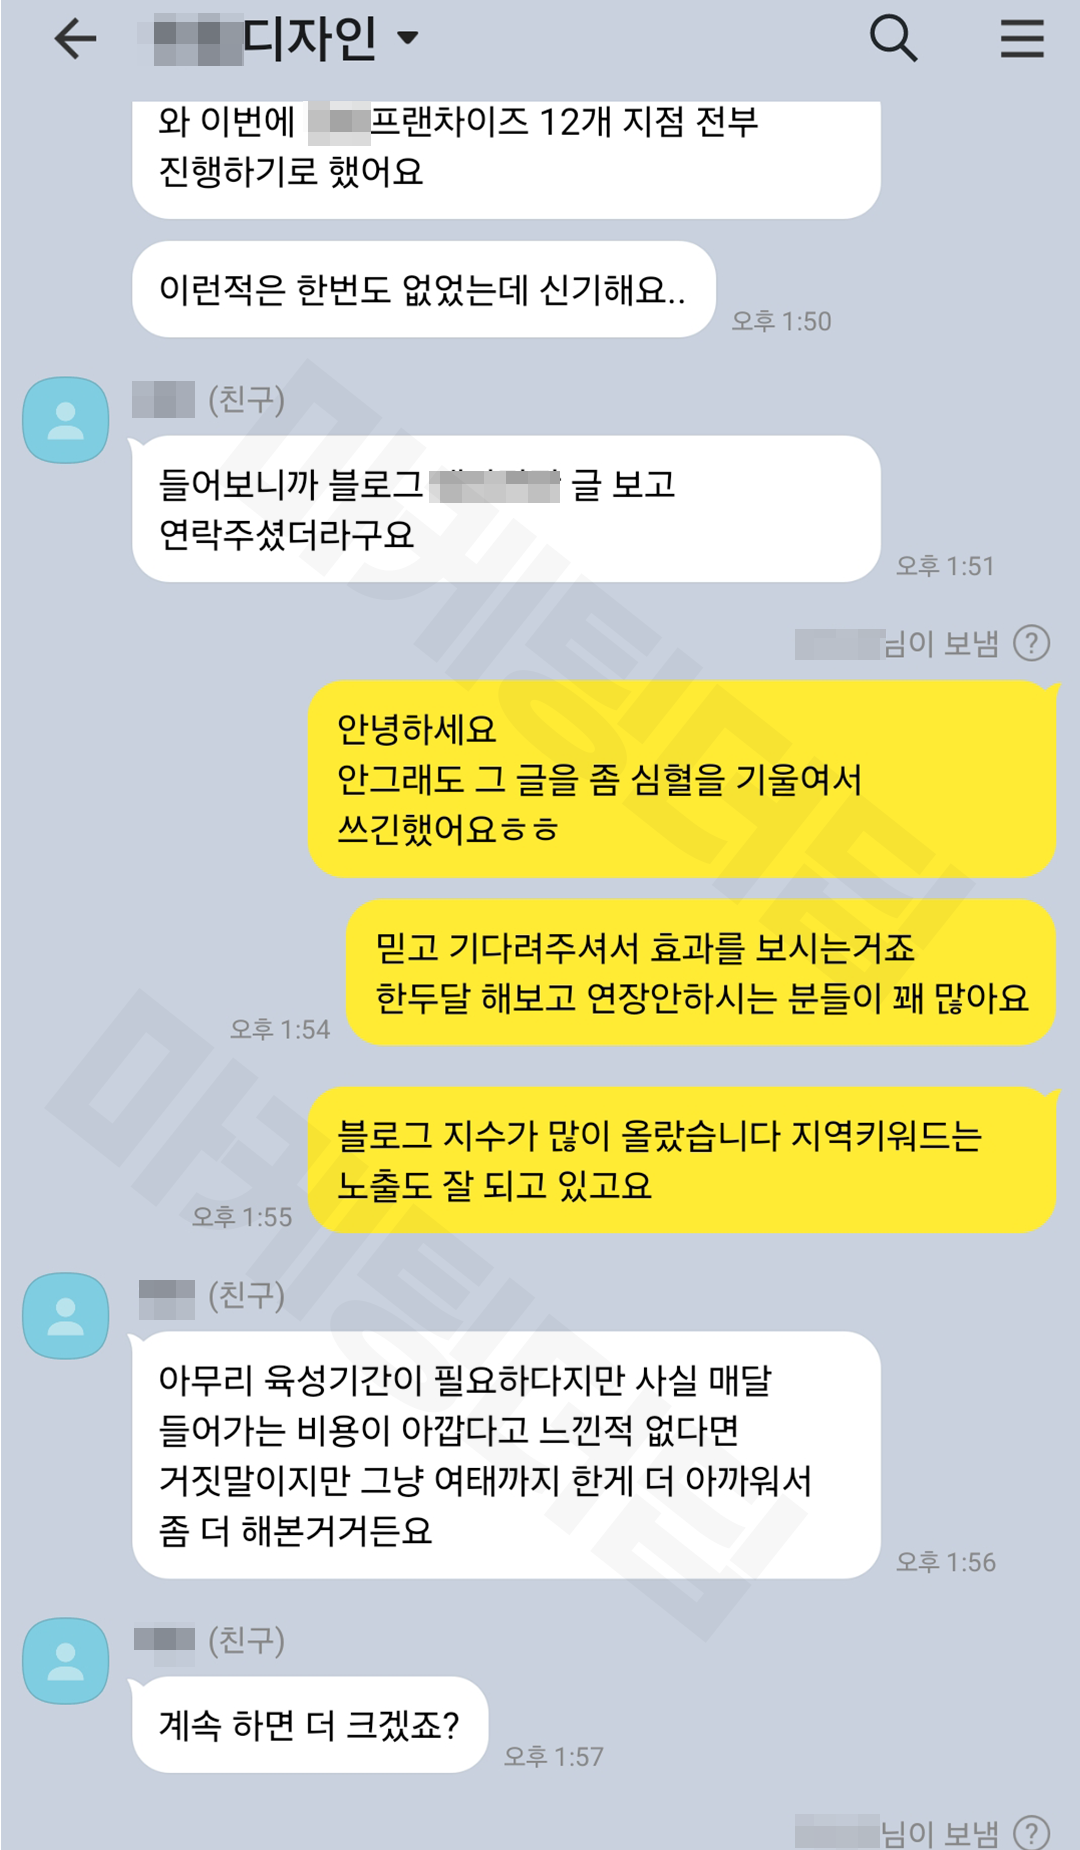 디자인
와 이번에 프랜차이즈 12개 지점 전부
진행하기로 했어요
이런적은 한번도 없었는데 신기해요..
오후 1:50
(친구)
들어보니까 블로그 글 보고
연락주셨더라구요
오후 1:51
님이 보냄 ?
안녕하세요
안그래도 그 글을 좀 심혈을 기울여서
쓰긴했어요ㅎㅎ
믿고 기다려주셔서 효과를 보시는거죠
한두달 해보고 연장안하시는 분들이 꽤 많아요
오후 1:54
블로그 지수가 많이 올랐습니다 지역키워드는
노출도 잘 되고 있고요
오후 1:55
(친구)
아무리 육성기간이 필요하다지만 사실 매달
들어가는 비용이 아깝다고 느낀적 없다면
거짓말이지만 그냥 여태까지 한게 더 아까워서
좀 더 해본거거든요
오후 1:56
(친구)
계속 하면 더 크겠죠?
오후 1:57
님이 보냄 ?
마케팅더팁
마케팅더팁